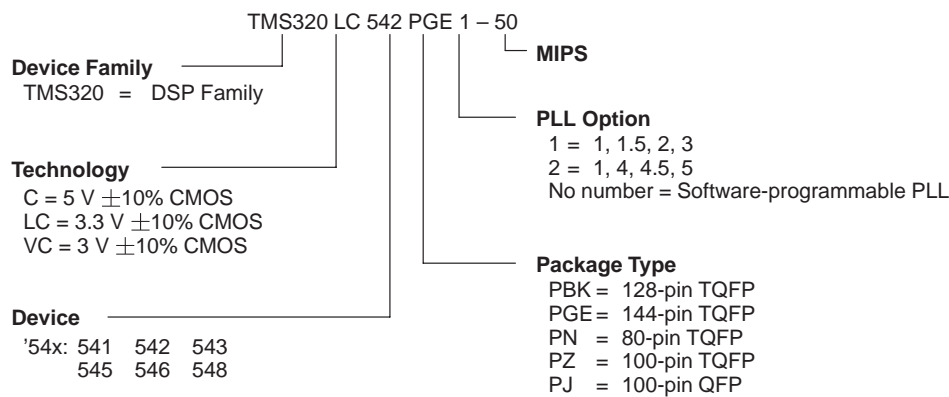 TMS320 LC 542 PGE 1 – 50
MIPS
Device Family
TMS320 = DSP Family
PLL Option
1 = 1, 1.5, 2, 3
2 = 1, 4, 4.5, 5
No number = Software-programmable PLL
Technology
C = 5 V ±10% CMOS
LC = 3.3 V ±10% CMOS
VC = 3 V ±10% CMOS
Package Type
PBK = 128-pin TQFP
PGE = 144-pin TQFP
PN = 80-pin TQFP
PZ = 100-pin TQFP
PJ = 100-pin QFP
Device
’54x: 541 542 543
545 546 548